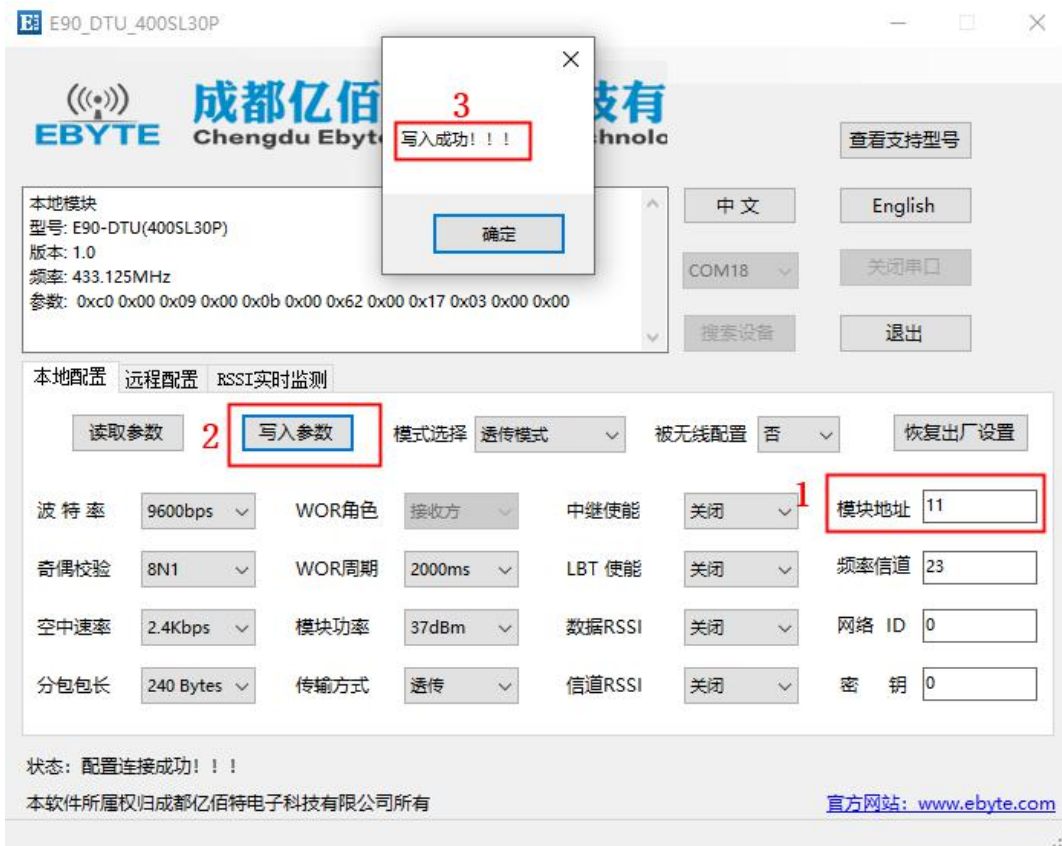 E90_DTU_400SL30P
EBYTE
成都亿佰
技有
Chengdu Ebyt
hnolo
3
写入成功！！！
确定
查看支持型号
本地模块
型号: E90-DTU(400SL30P)
版本: 1.0
频率: 433.125MHz
参数: 0xc0 0x00 0x09 0x00 0x0b 0x00 0x62 0x00 0x17 0x03 0x00 0x00
中文 English
COM18 关闭串口
搜索设备 退出
本地配置 远程配置 RSSI实时监测
读取参数 2 写入参数 模式选择 透传模式 被无线配置 否 恢复出厂设置
1
波特率 9600bps WOR角色 接收方 中继使能 关闭 模块地址 11
奇偶校验 8N1 WOR周期 2000ms LBT 使能 关闭 频率信道 23
空中速率 2.4Kbps 模块功率 37dBm 数据RSSI 关闭 网络 ID 0
分包包长 240 Bytes 传输方式 透传 信道RSSI 关闭 密 钥 0
状态：配置连接成功！！！
本软件所属权归成都亿佰特电子科技有限公司所有 官方网站：www.ebyte.com